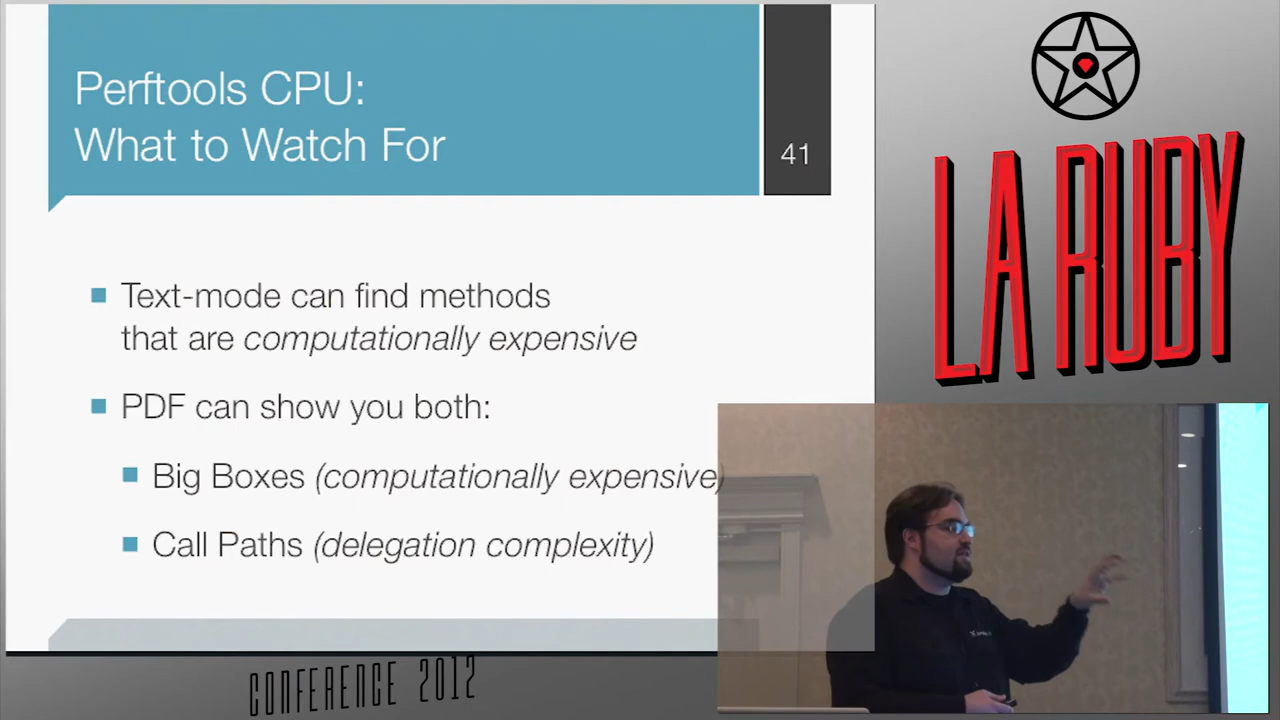 Perftools CPU:
What to Watch For
41
Text-mode can find methods
that are computationally expensive
PDF can show you both:
Big Boxes (computationally expensive)
Call Paths (delegation complexity)
LA RUBY
CONFERENCE 2012